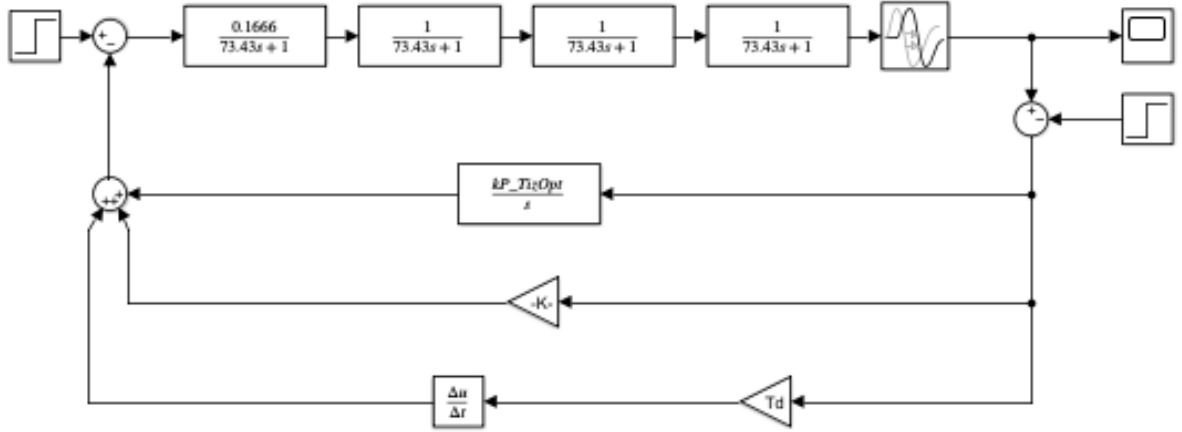 0.1666
73.43s + 1
1
73.43s + 1
1
73.43s + 1
1
73.43s + 1
kP_TizOpt
s
-K-
Δu
Δt
Td